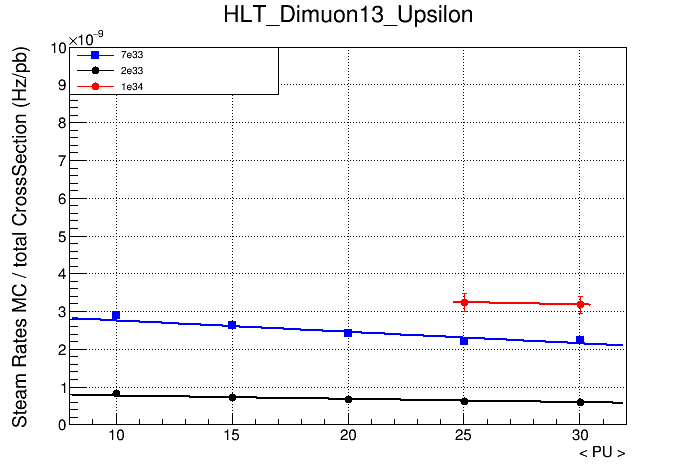 HLT_Dimuon13_Upsilon
×10⁻⁹
10
9
8
7
6
5
4
3
2
1
0
7e33
2e33
1e34
Steam Rates MC / total CrossSection (Hz/pb)
10 15 20 25 30
< PU >